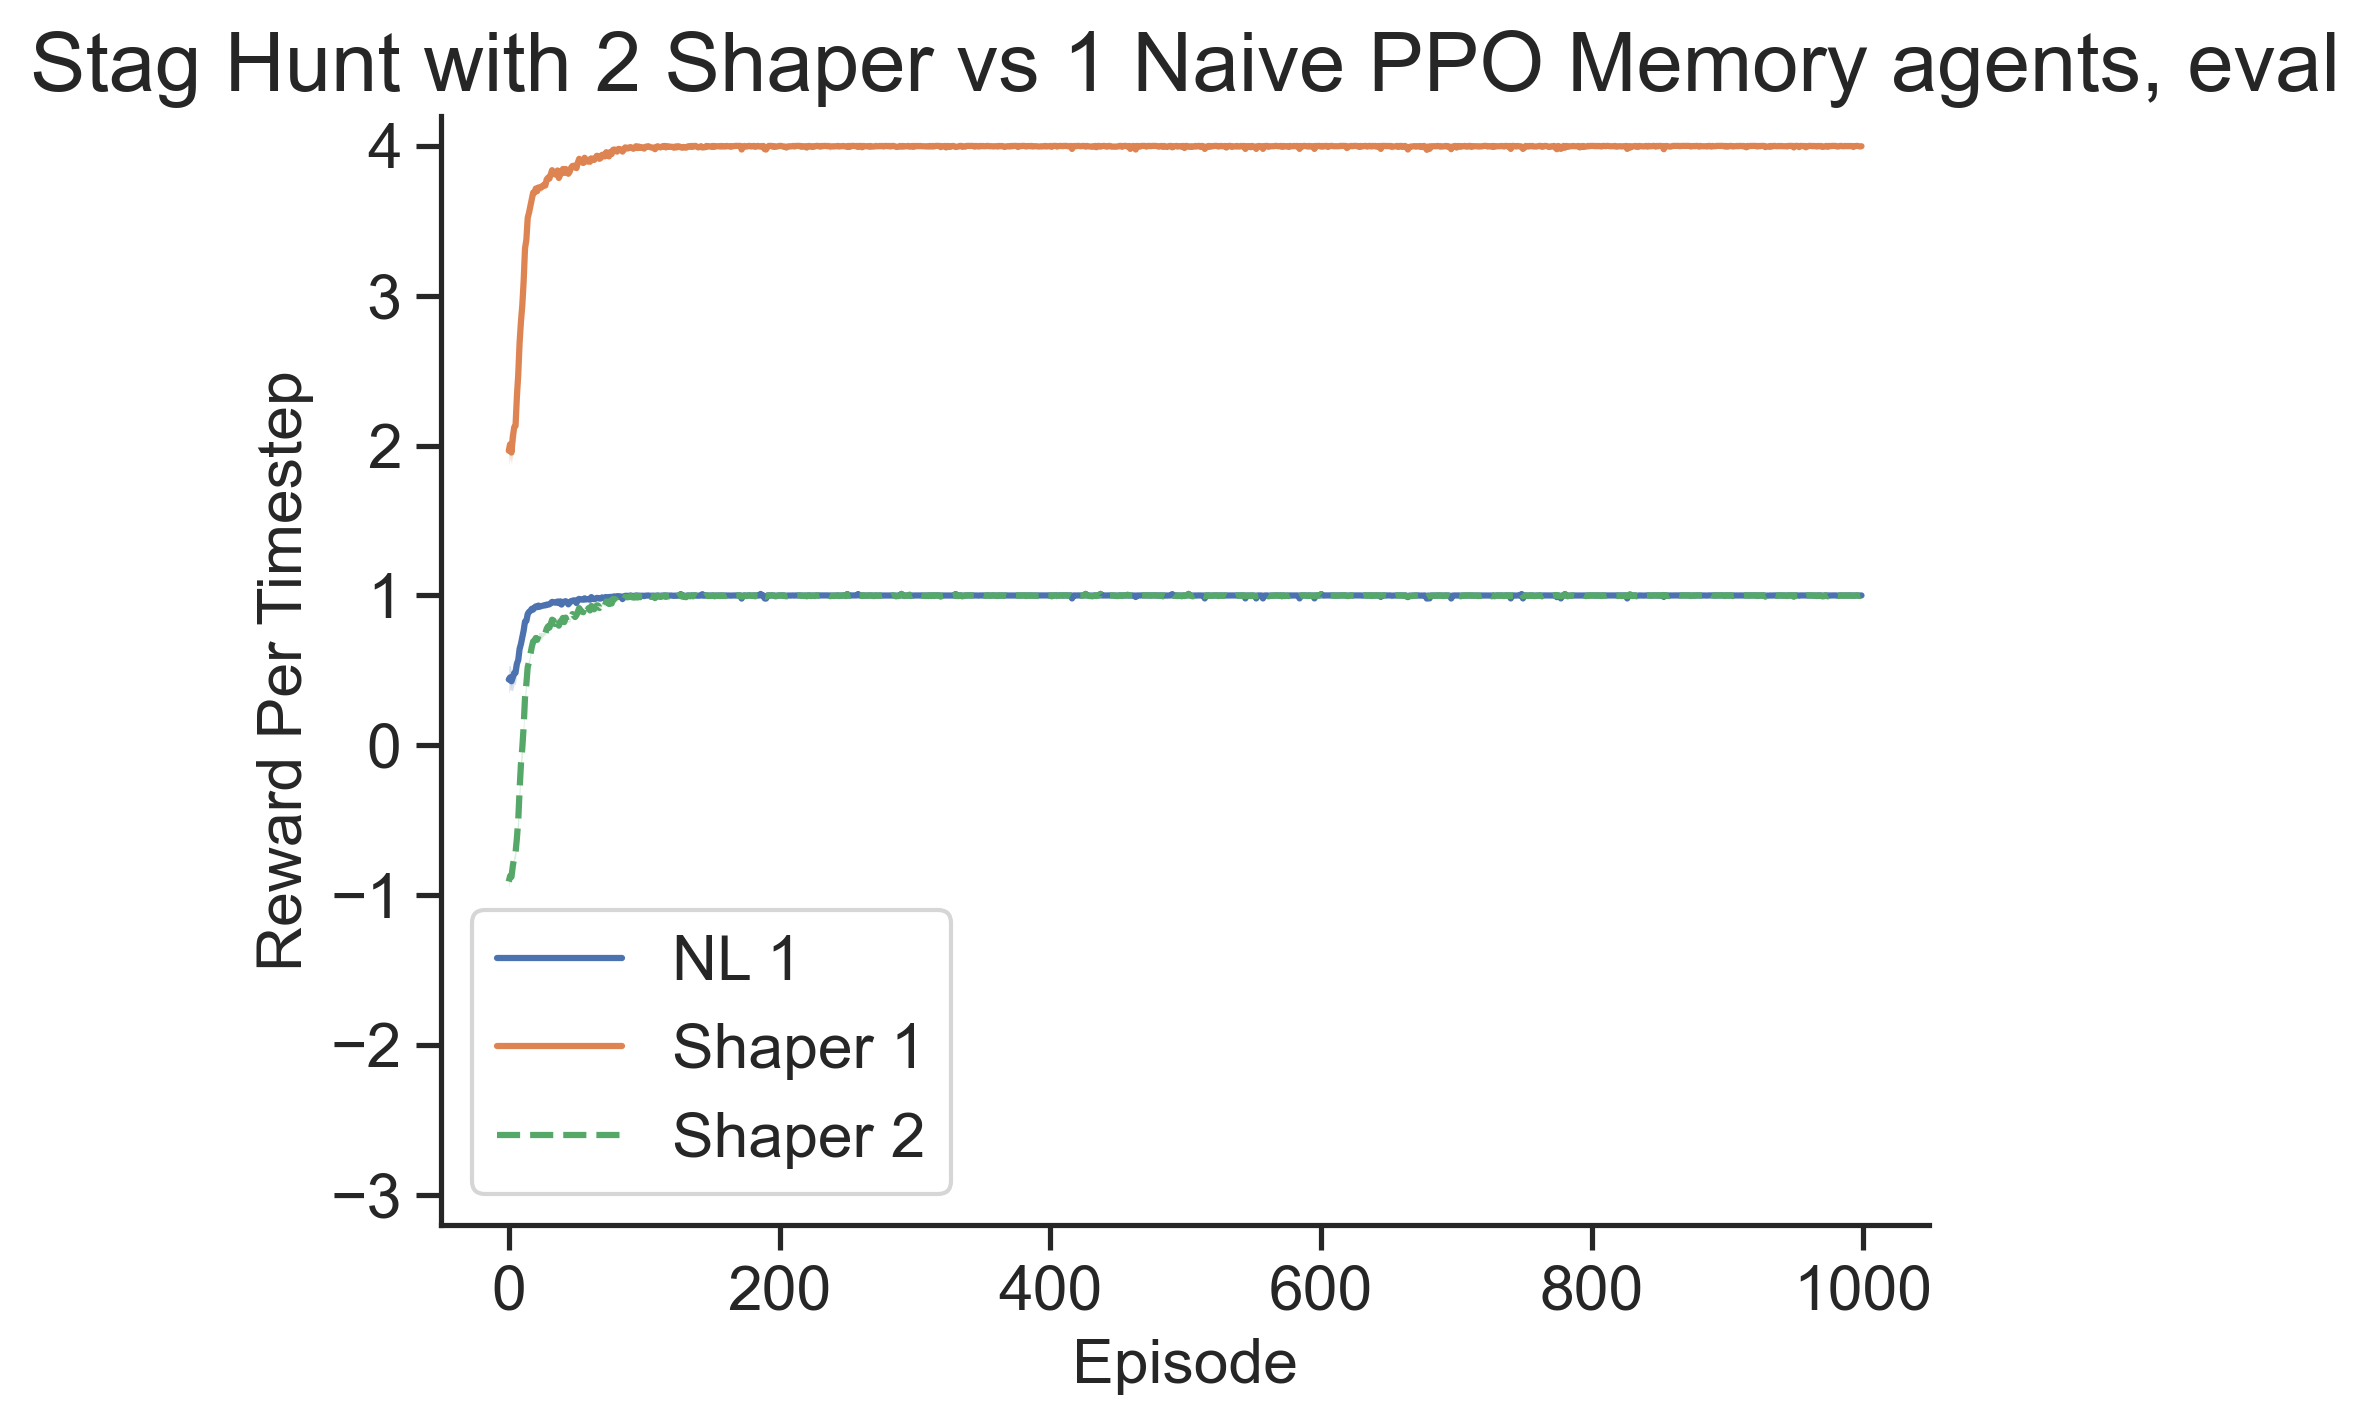 Stag Hunt with 2 Shaper vs 1 Naive PPO Memory agents, eval
Reward Per Timestep
4
3
2
1
0
−1
−2
−3
NL 1
Shaper 1
Shaper 2
0 200 400 600 800 1000
Episode